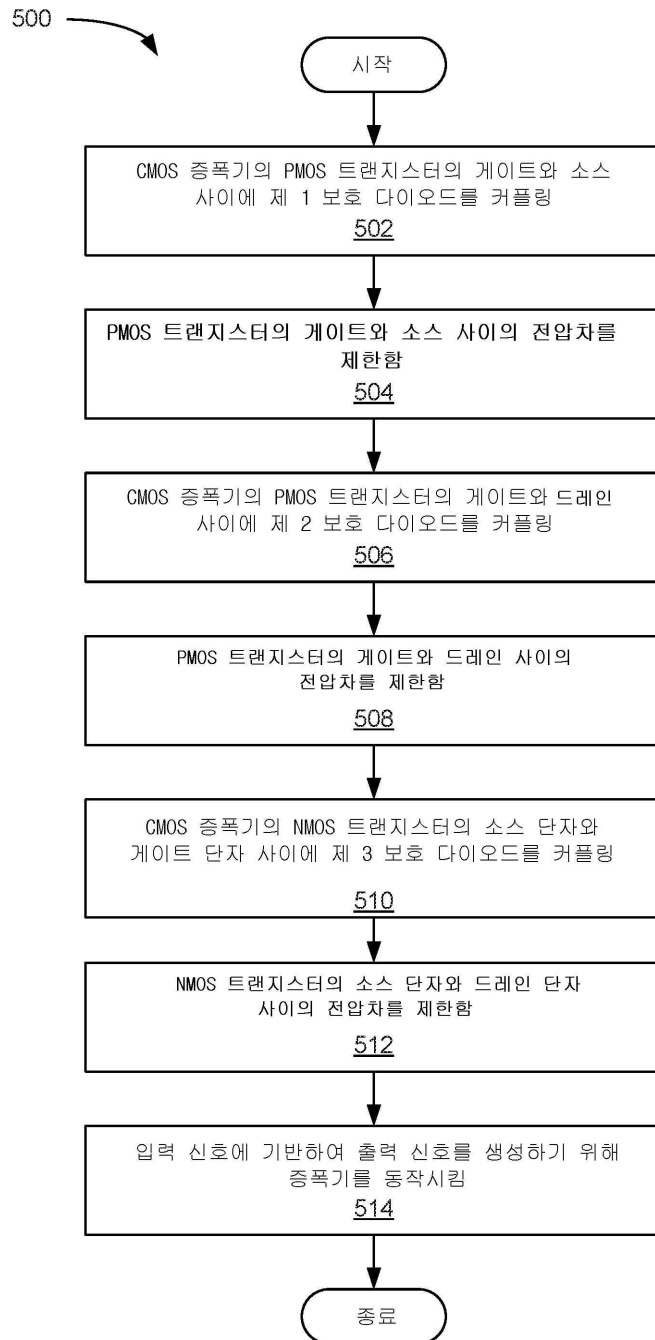 500
시작
CMOS 증폭기의 PMOS 트랜지스터의 게이트와 소스
사이에 제 1 보호 다이오드를 커플링
502
PMOS 트랜지스터의 게이트와 소스 사이의 전압차를
제한함
504
CMOS 증폭기의 PMOS 트랜지스터의 게이트와 드레인
사이에 제 2 보호 다이오드를 커플링
506
PMOS 트랜지스터의 게이트와 드레인 사이의
전압차를 제한함
508
CMOS 증폭기의 NMOS 트랜지스터의 소스 단자와
게이트 단자 사이에 제 3 보호 다이오드를 커플링
510
NMOS 트랜지스터의 소스 단자와 드레인 단자
사이의 전압차를 제한함
512
입력 신호에 기반하여 출력 신호를 생성하기 위해
증폭기를 동작시킴
514
종료